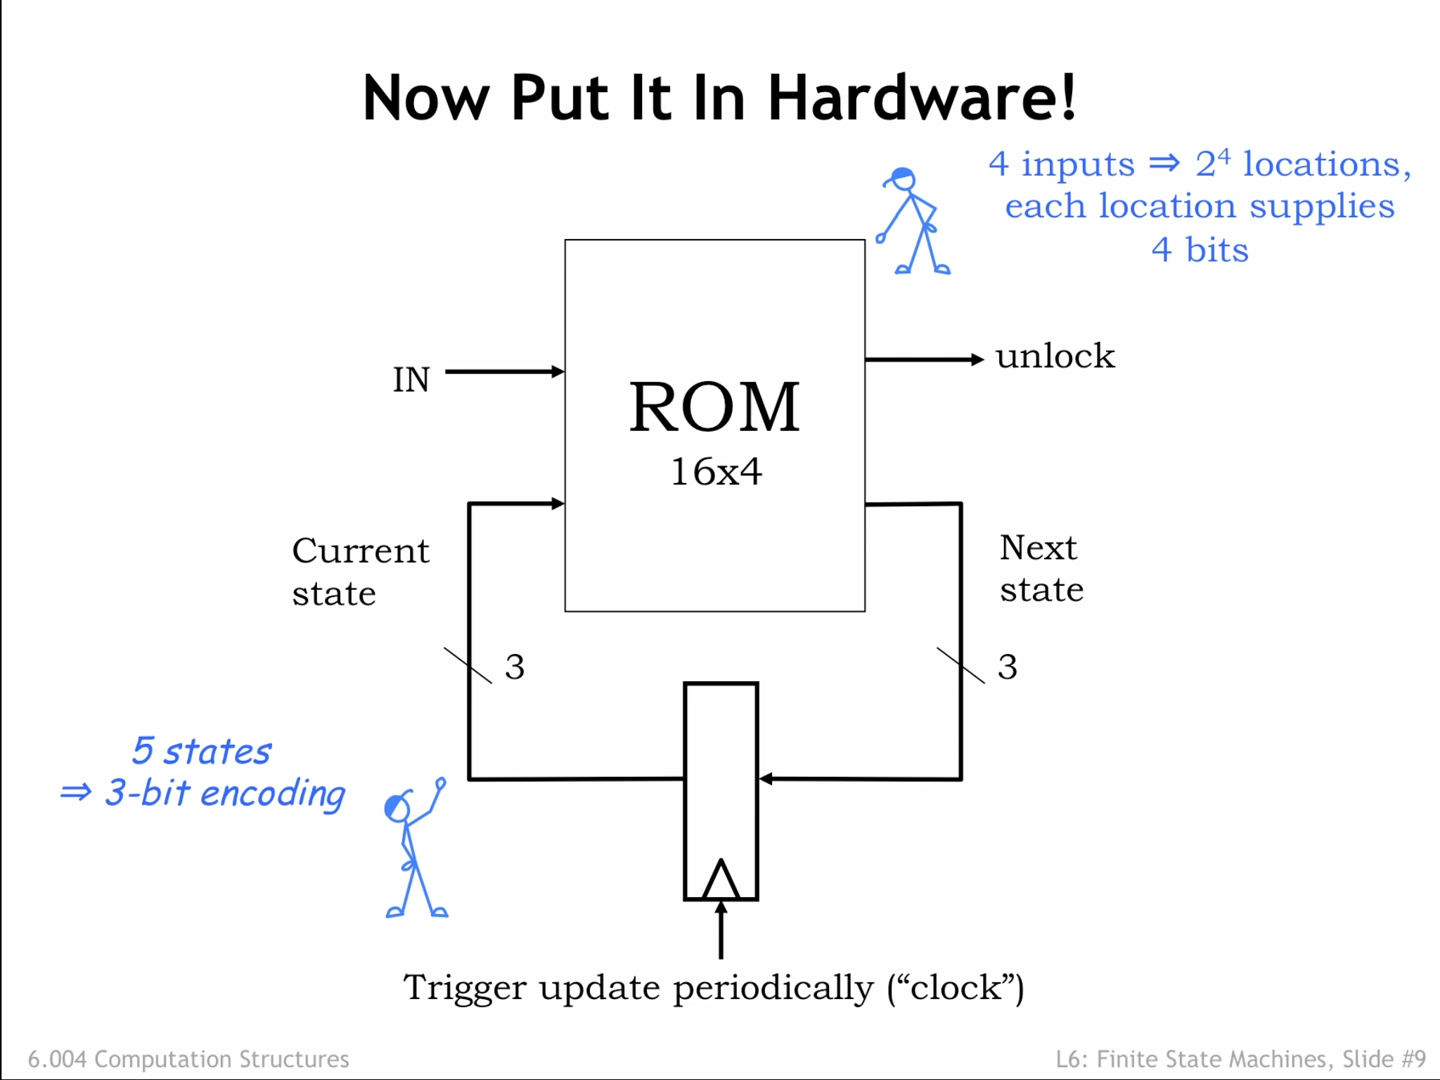 Now Put It In Hardware!
4 inputs ⇒ 2⁴ locations,
each location supplies
4 bits
IN
unlock
ROM
16x4
Current
state
Next
state
3
3
5 states
⇒ 3-bit encoding
Trigger update periodically (“clock”)
6.004 Computation Structures
L6: Finite State Machines, Slide #9